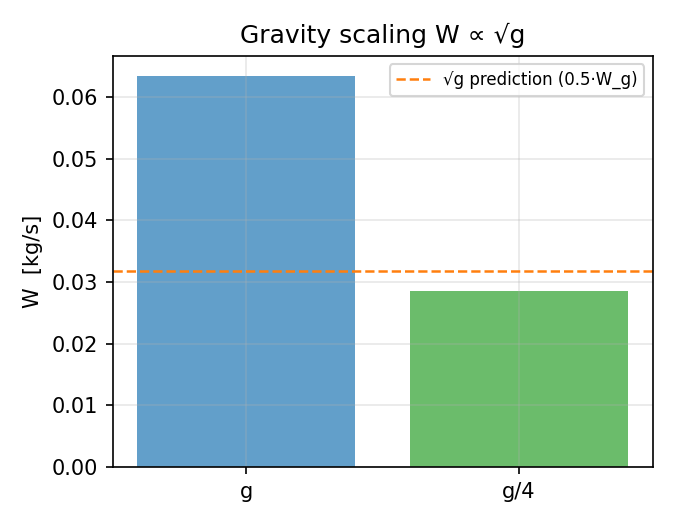 Gravity scaling W ∝ √g
√g prediction (0.5·W_g)
W [kg/s]
0.06
0.05
0.04
0.03
0.02
0.01
0.00
g
g/4